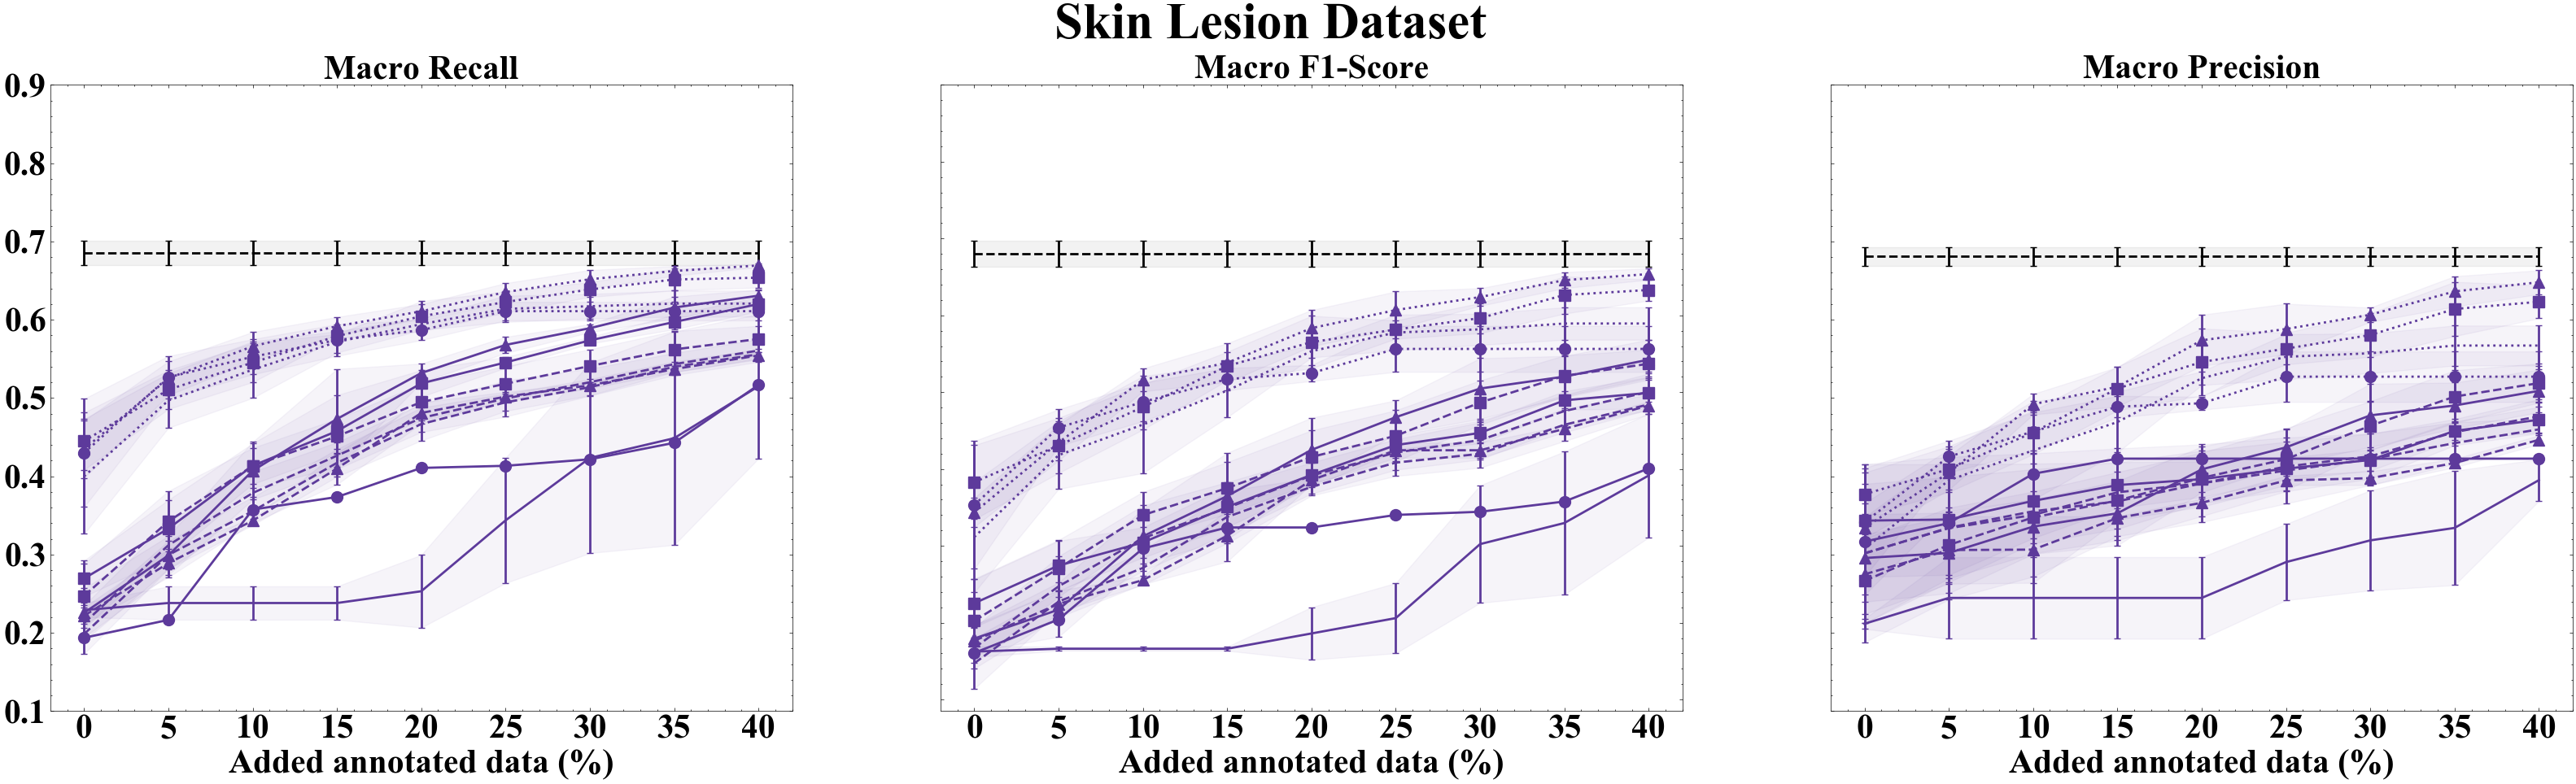 Skin Lesion Dataset
Macro Recall
Macro F1-Score
Macro Precision
0.9
0.8
0.7
0.6
0.5
0.4
0.3
0.2
0.1
0 5 10 15 20 25 30 35 40
0 5 10 15 20 25 30 35 40
0 5 10 15 20 25 30 35 40
Added annotated data (%)
Added annotated data (%)
Added annotated data (%)